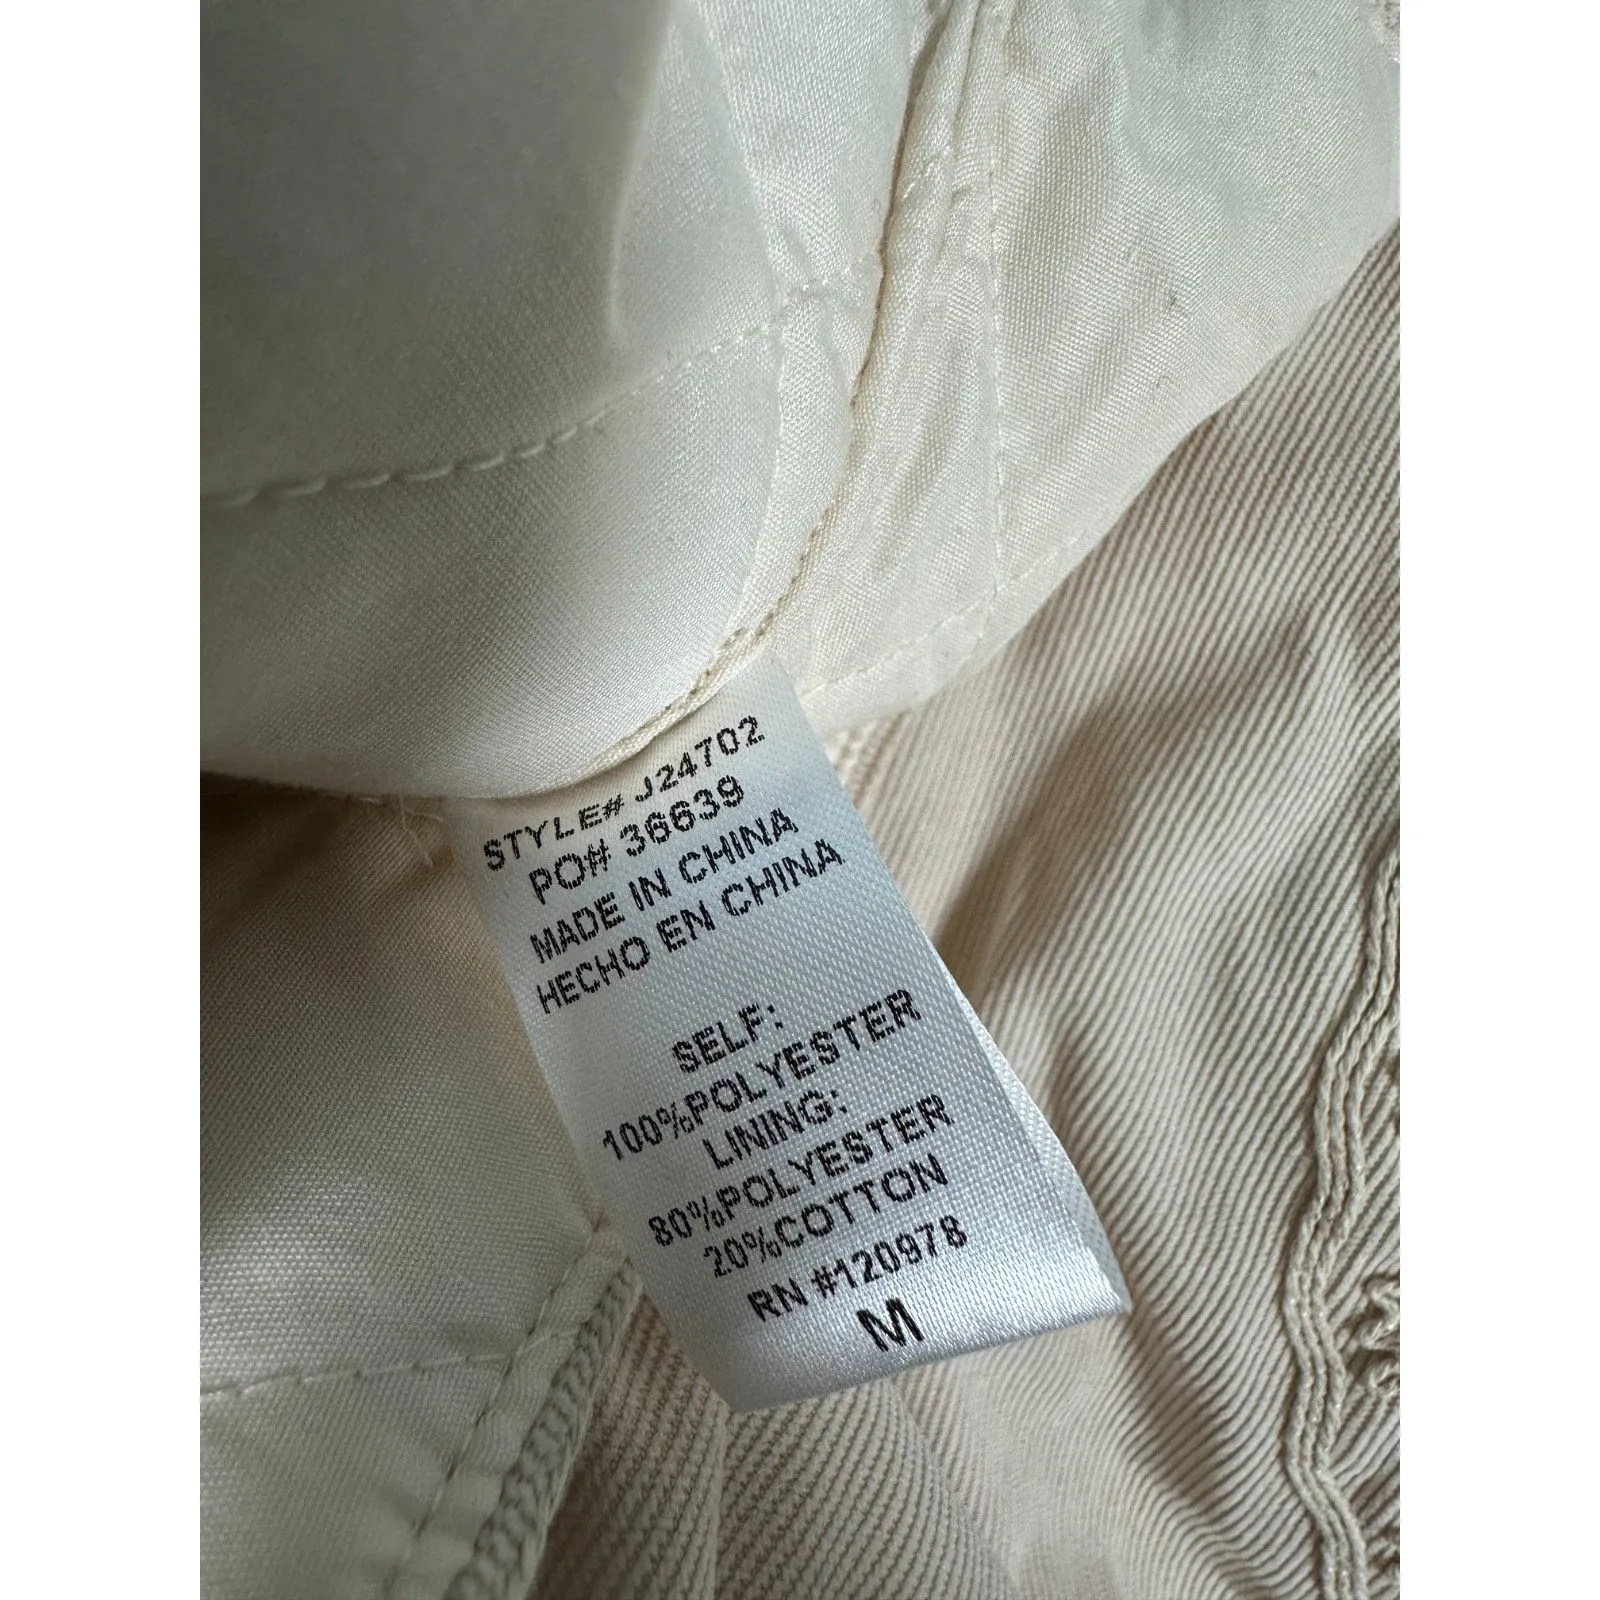 STYLE# J24702
PO# 36639
MADE IN CHINA
HECHO EN CHINA
SELF:
100%POLYESTER
LINING:
80%POLYESTER
20%COTTON
RN #120978
M